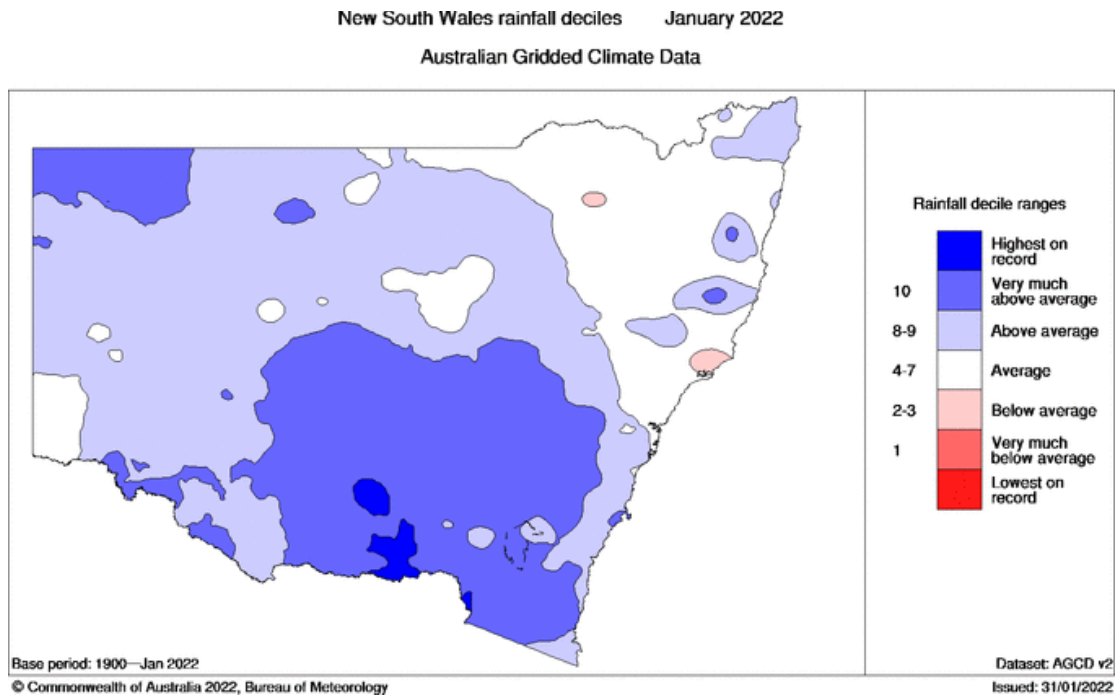 New South Wales rainfall deciles January 2022
Australian Gridded Climate Data
Rainfall decile ranges
Highest on
record
10 Very much
above average
8-9 Above average
4-7 Average
2-3 Below average
1 Very much
below average
Lowest on
record
Base period: 1900—Jan 2022
Dataset: AGCD v2
© Commonwealth of Australia 2022, Bureau of Meteorology
Issued: 31/01/2022